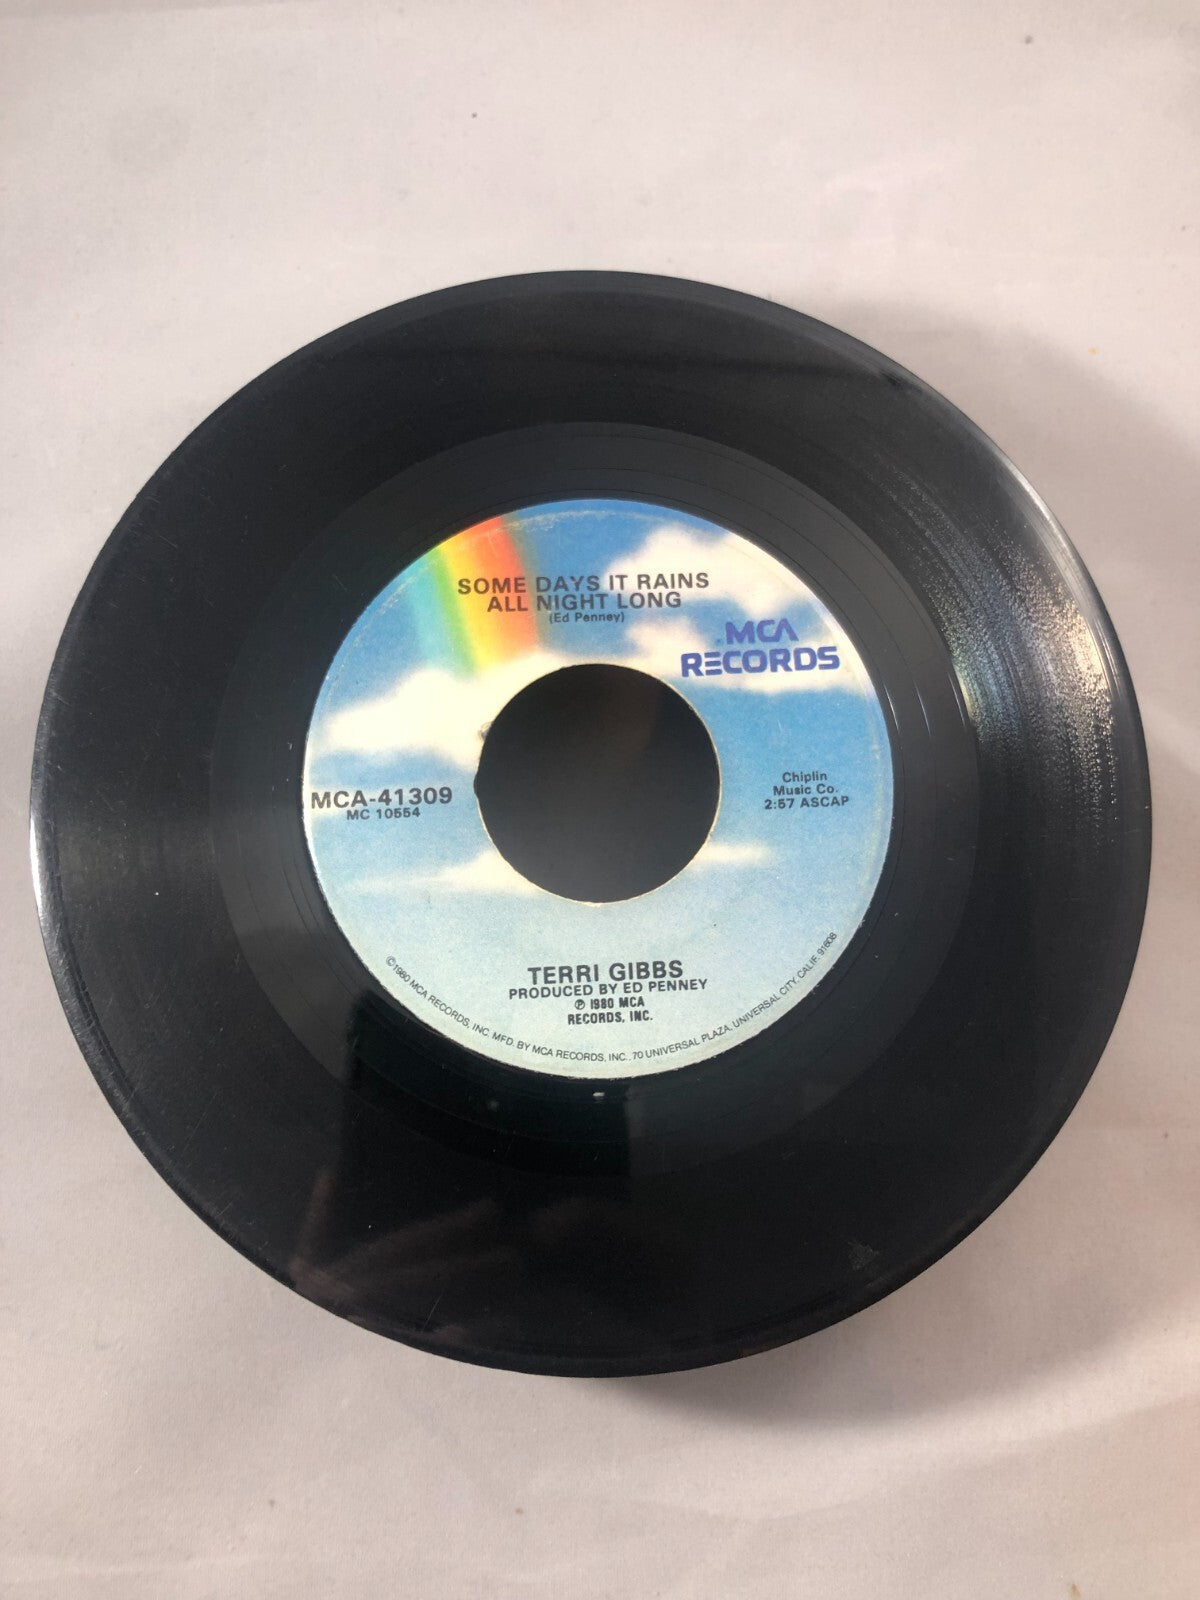 SOME DAYS IT RAINS
ALL NIGHT LONG
(Ed Penney)
MCA
RECORDS
MCA-41309
MC 10554
Chiplin
Music Co.
2:57 ASCAP
TERRI GIBBS
PRODUCED BY ED PENNEY
℗ 1980 MCA
RECORDS, INC.
©1980 MCA RECORDS, INC. MFD. BY MCA RECORDS, INC., 70 UNIVERSAL PLAZA, UNIVERSAL CITY, CALIF. 91608